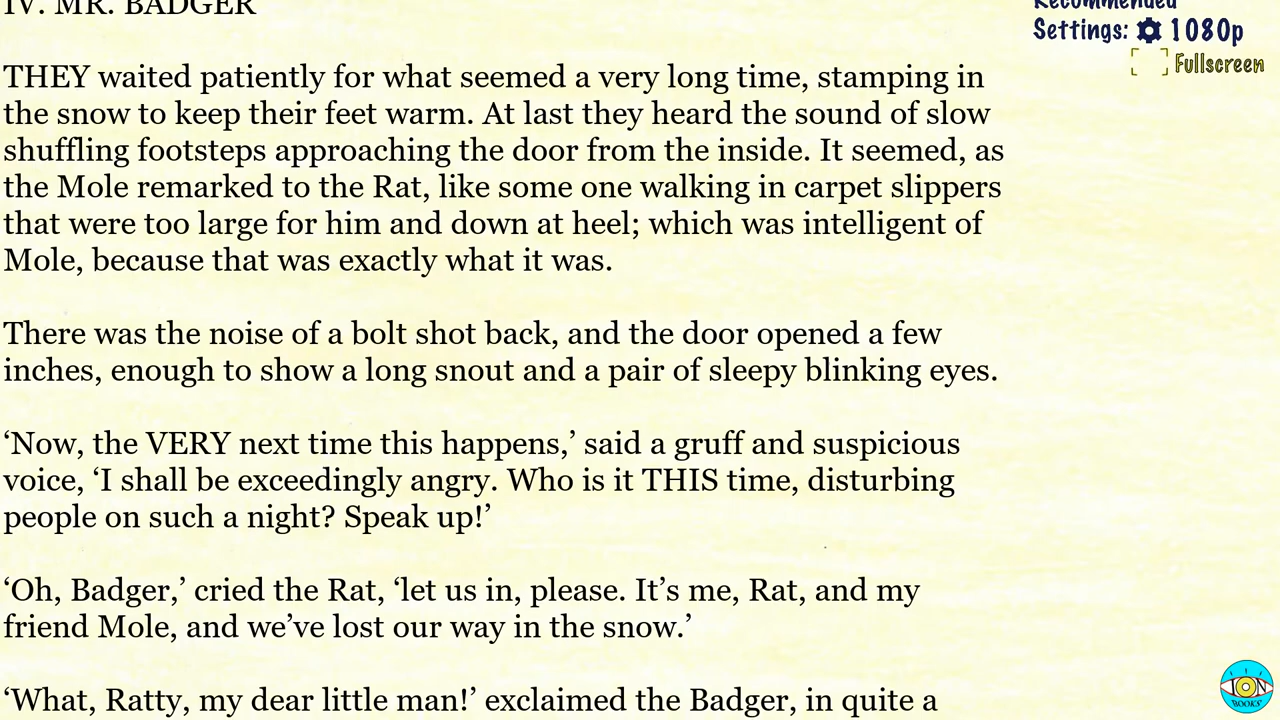 IV. MR. BADGER
Recommended
Settings: 1080p
Fullscreen
THEY waited patiently for what seemed a very long time, stamping in
the snow to keep their feet warm. At last they heard the sound of slow
shuffling footsteps approaching the door from the inside. It seemed, as
the Mole remarked to the Rat, like some one walking in carpet slippers
that were too large for him and down at heel; which was intelligent of
Mole, because that was exactly what it was.
There was the noise of a bolt shot back, and the door opened a few
inches, enough to show a long snout and a pair of sleepy blinking eyes.
‘Now, the VERY next time this happens,’ said a gruff and suspicious
voice, ‘I shall be exceedingly angry. Who is it THIS time, disturbing
people on such a night? Speak up!’
‘Oh, Badger,’ cried the Rat, ‘let us in, please. It’s me, Rat, and my
friend Mole, and we’ve lost our way in the snow.’
‘What, Ratty, my dear little man!’ exclaimed the Badger, in quite a
ION
BOOKS